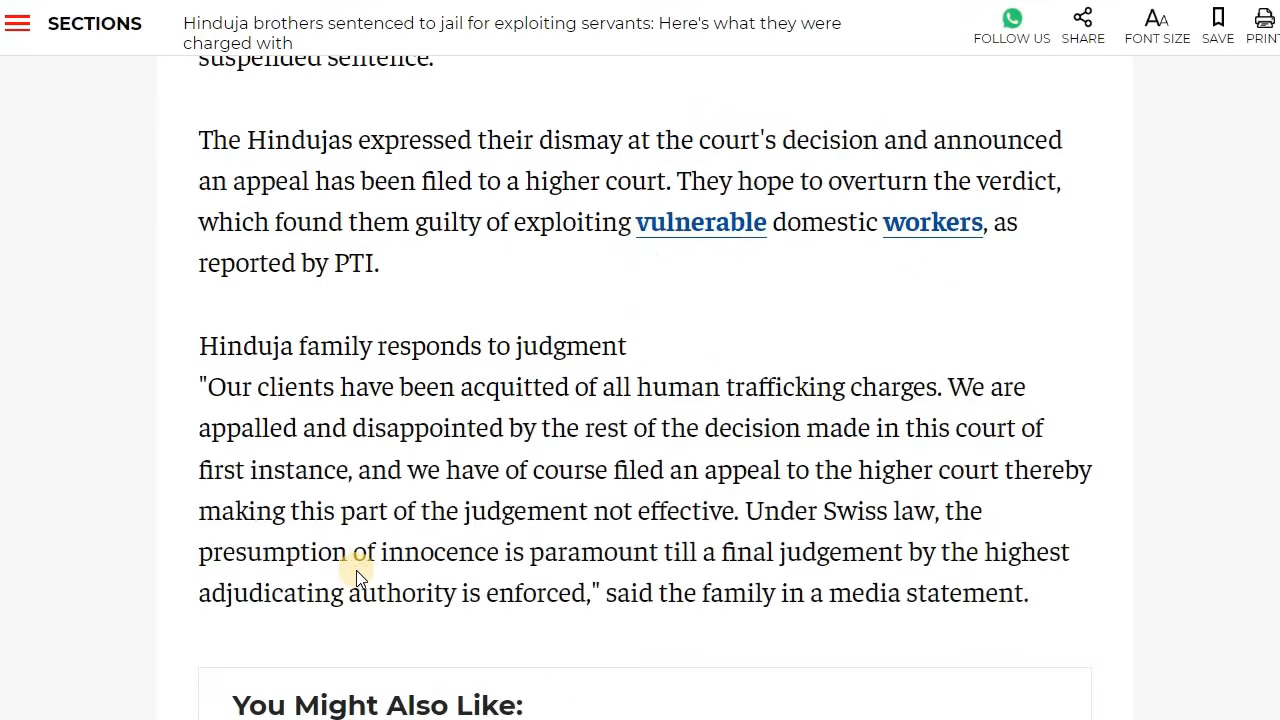 SECTIONS
Hinduja brothers sentenced to jail for exploiting servants: Here's what they were
charged with
FOLLOW US
SHARE
FONT SIZE
SAVE
PRINT
suspended sentence.
The Hindujas expressed their dismay at the court's decision and announced
an appeal has been filed to a higher court. They hope to overturn the verdict,
which found them guilty of exploiting vulnerable domestic workers, as
reported by PTI.
Hinduja family responds to judgment
"Our clients have been acquitted of all human trafficking charges. We are
appalled and disappointed by the rest of the decision made in this court of
first instance, and we have of course filed an appeal to the higher court thereby
making this part of the judgement not effective. Under Swiss law, the
presumption of innocence is paramount till a final judgement by the highest
adjudicating authority is enforced," said the family in a media statement.
You Might Also Like: